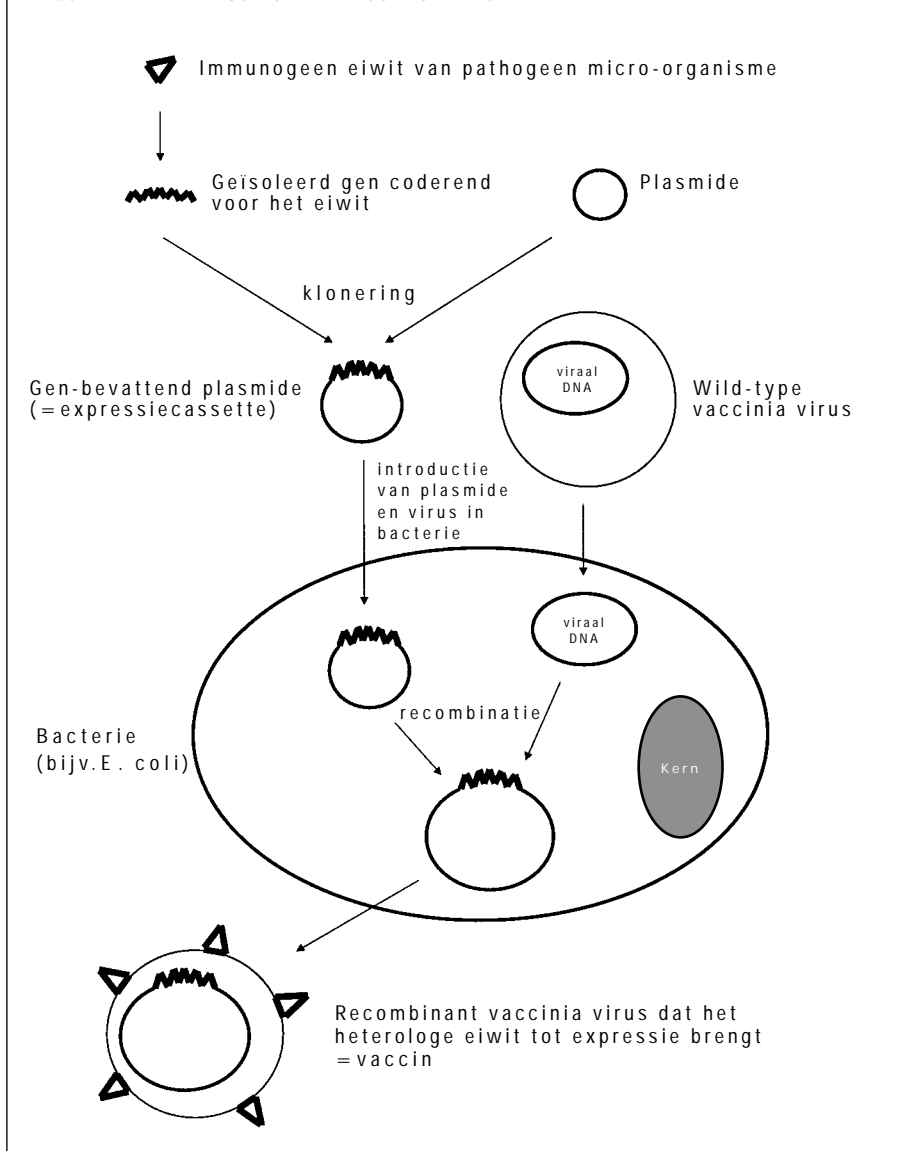 Immunogeen eiwit van pathogeen micro-organisme
Geïsoleerd gen coderend
voor het eiwit
Plasmide
klonering
Gen-bevattend plasmide
(=expressiecassette)
viraal
DNA
Wild-type
vaccinia virus
introductie
van plasmide
en virus in
bacterie
viraal
DNA
recombinatie
Bacterie
(bijv.E. coli)
Kern
Recombinant vaccinia virus dat het
heterologe eiwit tot expressie brengt
=vaccin